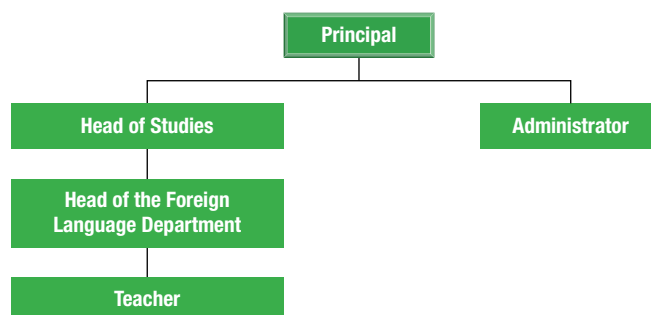 Principal
Head of Studies
Administrator
Head of the Foreign
Language Department
Teacher